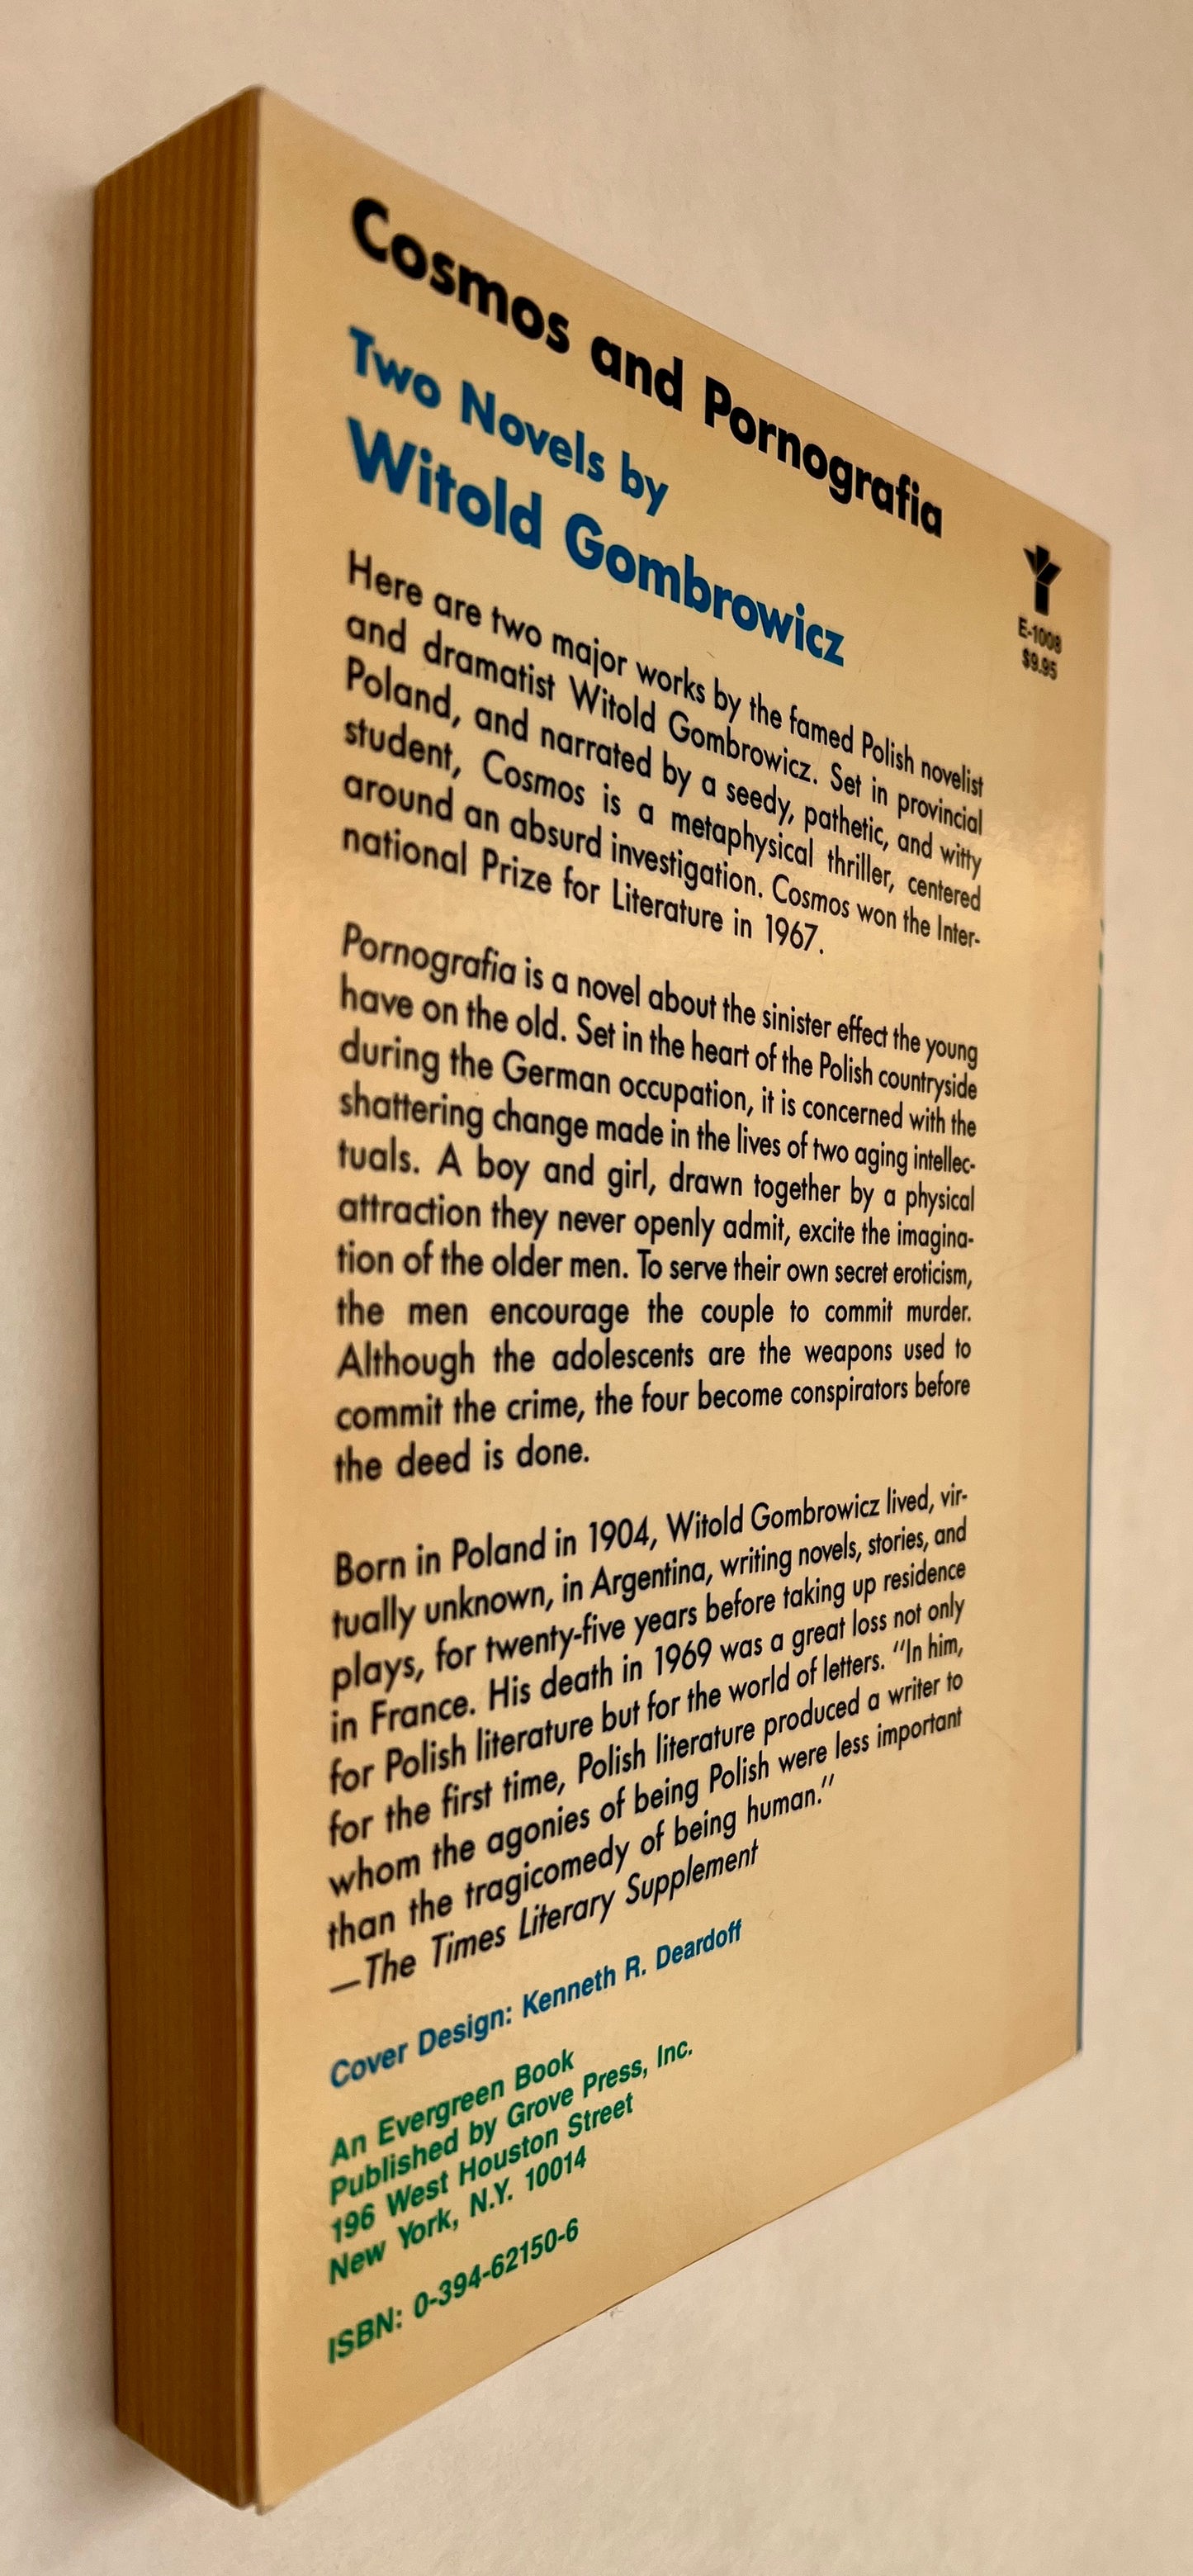 Cosmos and Pornografia
Two Novels by
Witold Gombrowicz
E-1008
$9.95
Here are two major works by the famed Polish novelist
and dramatist Witold Gombrowicz. Set in provincial
Poland, and narrated by a seedy, pathetic, and witty
student, Cosmos is a metaphysical thriller, centered
around an absurd investigation. Cosmos won the Inter-
national Prize for Literature in 1967.
Pornografia is a novel about the sinister effect the young
have on the old. Set in the heart of the Polish countryside
during the German occupation, it is concerned with the
shattering change made in the lives of two aging intellec-
tuals. A boy and girl, drawn together by a physical
attraction they never openly admit, excite the imagina-
tion of the older men. To serve their own secret eroticism,
the men encourage the couple to commit murder.
Although the adolescents are the weapons used to
commit the crime, the four become conspirators before
the deed is done.
Born in Poland in 1904, Witold Gombrowicz lived, vir-
tually unknown, in Argentina, writing novels, stories, and
plays, for twenty-five years before taking up residence
in France. His death in 1969 was a great loss not only
for Polish literature but for the world of letters. "In him,
for the first time, Polish literature produced a writer to
whom the agonies of being Polish were less important
than the tragicomedy of being human."
—The Times Literary Supplement
Cover Design: Kenneth R. Deardoff
An Evergreen Book
Published by Grove Press, Inc.
196 West Houston Street
New York, N.Y. 10014
ISBN: 0-394-62150-6